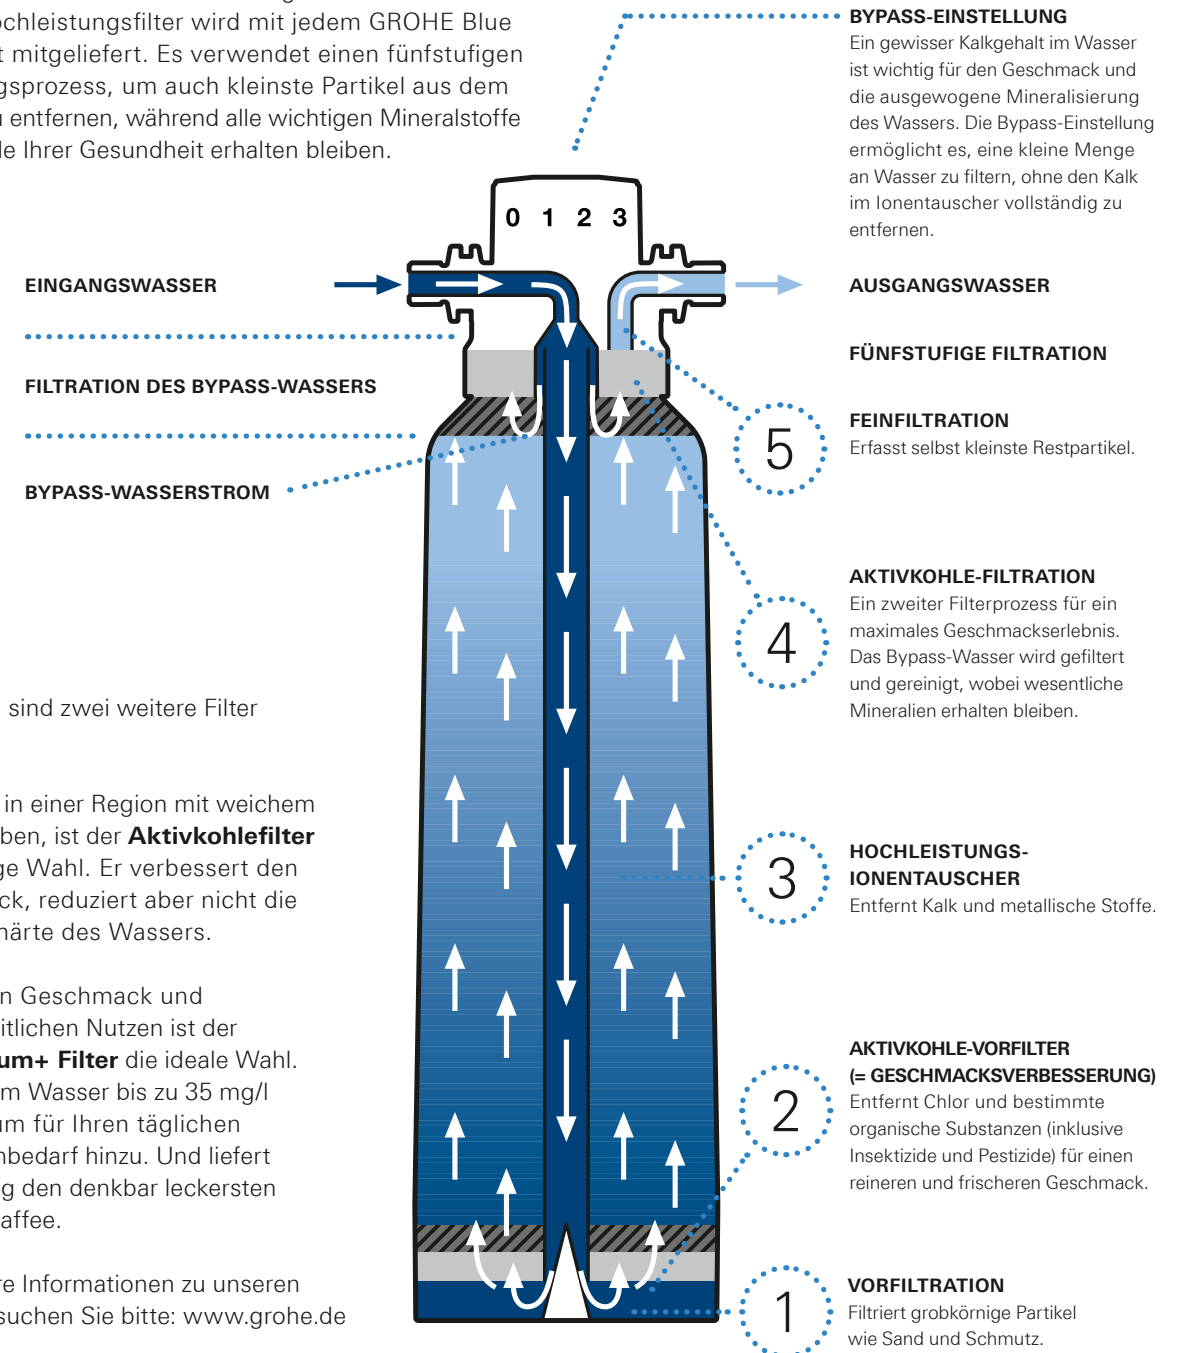 ochleistungsfilter wird mit jedem GROHE Blue
t mitgeliefert. Es verwendet einen fünfstufigen
gsprozess, um auch kleinste Partikel aus dem
u entfernen, während alle wichtigen Mineralstoffe
le Ihrer Gesundheit erhalten bleiben.
BYPASS-EINSTELLUNG
Ein gewisser Kalkgehalt im Wasser
ist wichtig für den Geschmack und
die ausgewogene Mineralisierung
des Wassers. Die Bypass-Einstellung
ermöglicht es, eine kleine Menge
an Wasser zu filtern, ohne den Kalk
im Ionentauscher vollständig zu
entfernen.
0 1 2 3
EINGANGSWASSER
AUSGANGSWASSER
FILTRATION DES BYPASS-WASSERS
BYPASS-WASSERSTROM
FÜNFSTUFIGE FILTRATION
5
FEINFILTRATION
Erfasst selbst kleinste Restpartikel.
4
AKTIVKOHLE-FILTRATION
Ein zweiter Filterprozess für ein
maximales Geschmackserlebnis.
Das Bypass-Wasser wird gefiltert
und gereinigt, wobei wesentliche
Mineralien erhalten bleiben.
3
HOCHLEISTUNGS-
IONENTAUSCHER
Entfernt Kalk und metallische Stoffe.
2
AKTIVKOHLE-VORFILTER
(= GESCHMACKSVERBESSERUNG)
Entfernt Chlor und bestimmte
organische Substanzen (inklusive
Insektizide und Pestizide) für einen
reineren und frischeren Geschmack.
1
VORFILTRATION
Filtriert grobkörnige Partikel
wie Sand und Schmutz.
sind zwei weitere Filter
in einer Region mit weichem
ben, ist der Aktivkohlefilter
ge Wahl. Er verbessert den
ck, reduziert aber nicht die
härte des Wassers.
n Geschmack und
itlichen Nutzen ist der
um+ Filter die ideale Wahl.
m Wasser bis zu 35 mg/l
um für Ihren täglichen
nbedarf hinzu. Und liefert
g den denkbar leckersten
affee.
re Informationen zu unseren
suchen Sie bitte: www.grohe.de